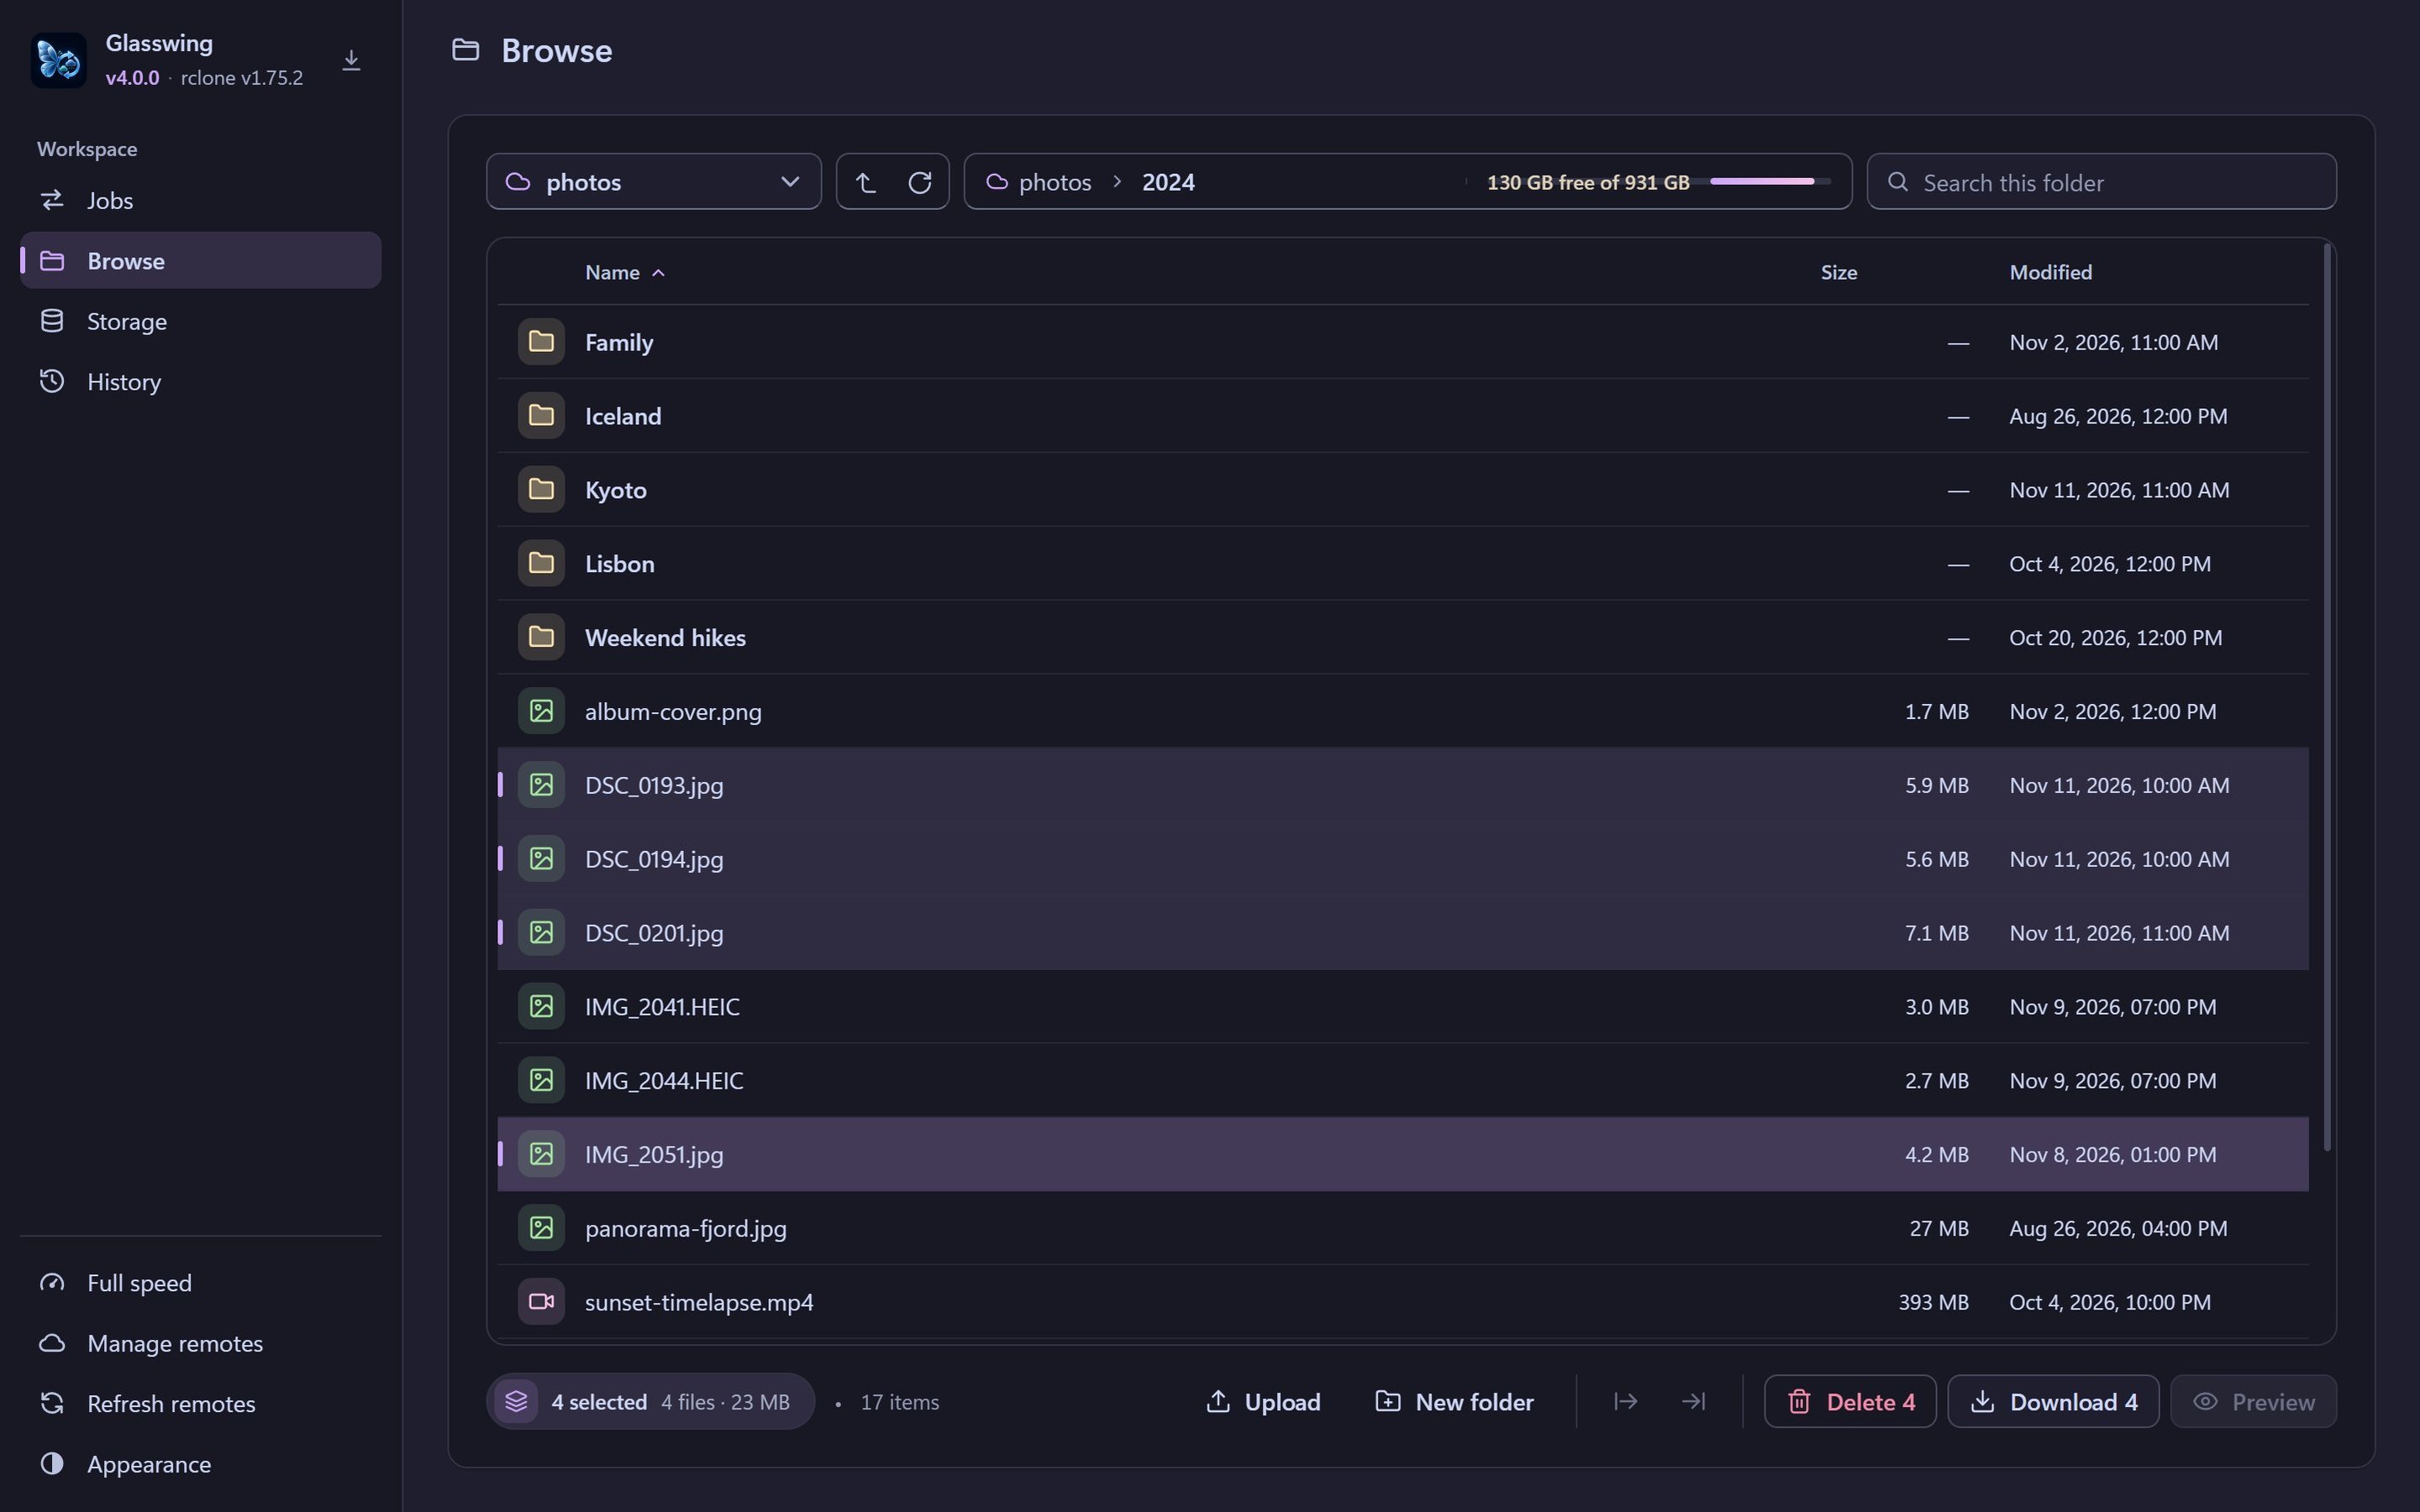 Glasswing
v4.0.0 · rclone v1.75.2
Workspace
Jobs
Browse
Storage
History
Full speed
Manage remotes
Refresh remotes
Appearance
Browse
photos
photos > 2024
130 GB free of 931 GB
Search this folder
Name Size Modified
Family — Nov 2, 2026, 11:00 AM
Iceland — Aug 26, 2026, 12:00 PM
Kyoto — Nov 11, 2026, 11:00 AM
Lisbon — Oct 4, 2026, 12:00 PM
Weekend hikes — Oct 20, 2026, 12:00 PM
album-cover.png 1.7 MB Nov 2, 2026, 12:00 PM
DSC_0193.jpg 5.9 MB Nov 11, 2026, 10:00 AM
DSC_0194.jpg 5.6 MB Nov 11, 2026, 10:00 AM
DSC_0201.jpg 7.1 MB Nov 11, 2026, 11:00 AM
IMG_2041.HEIC 3.0 MB Nov 9, 2026, 07:00 PM
IMG_2044.HEIC 2.7 MB Nov 9, 2026, 07:00 PM
IMG_2051.jpg 4.2 MB Nov 8, 2026, 01:00 PM
panorama-fjord.jpg 27 MB Aug 26, 2026, 04:00 PM
sunset-timelapse.mp4 393 MB Oct 4, 2026, 10:00 PM
4 selected 4 files · 23 MB • 17 items
Upload
New folder
Delete 4
Download 4
Preview